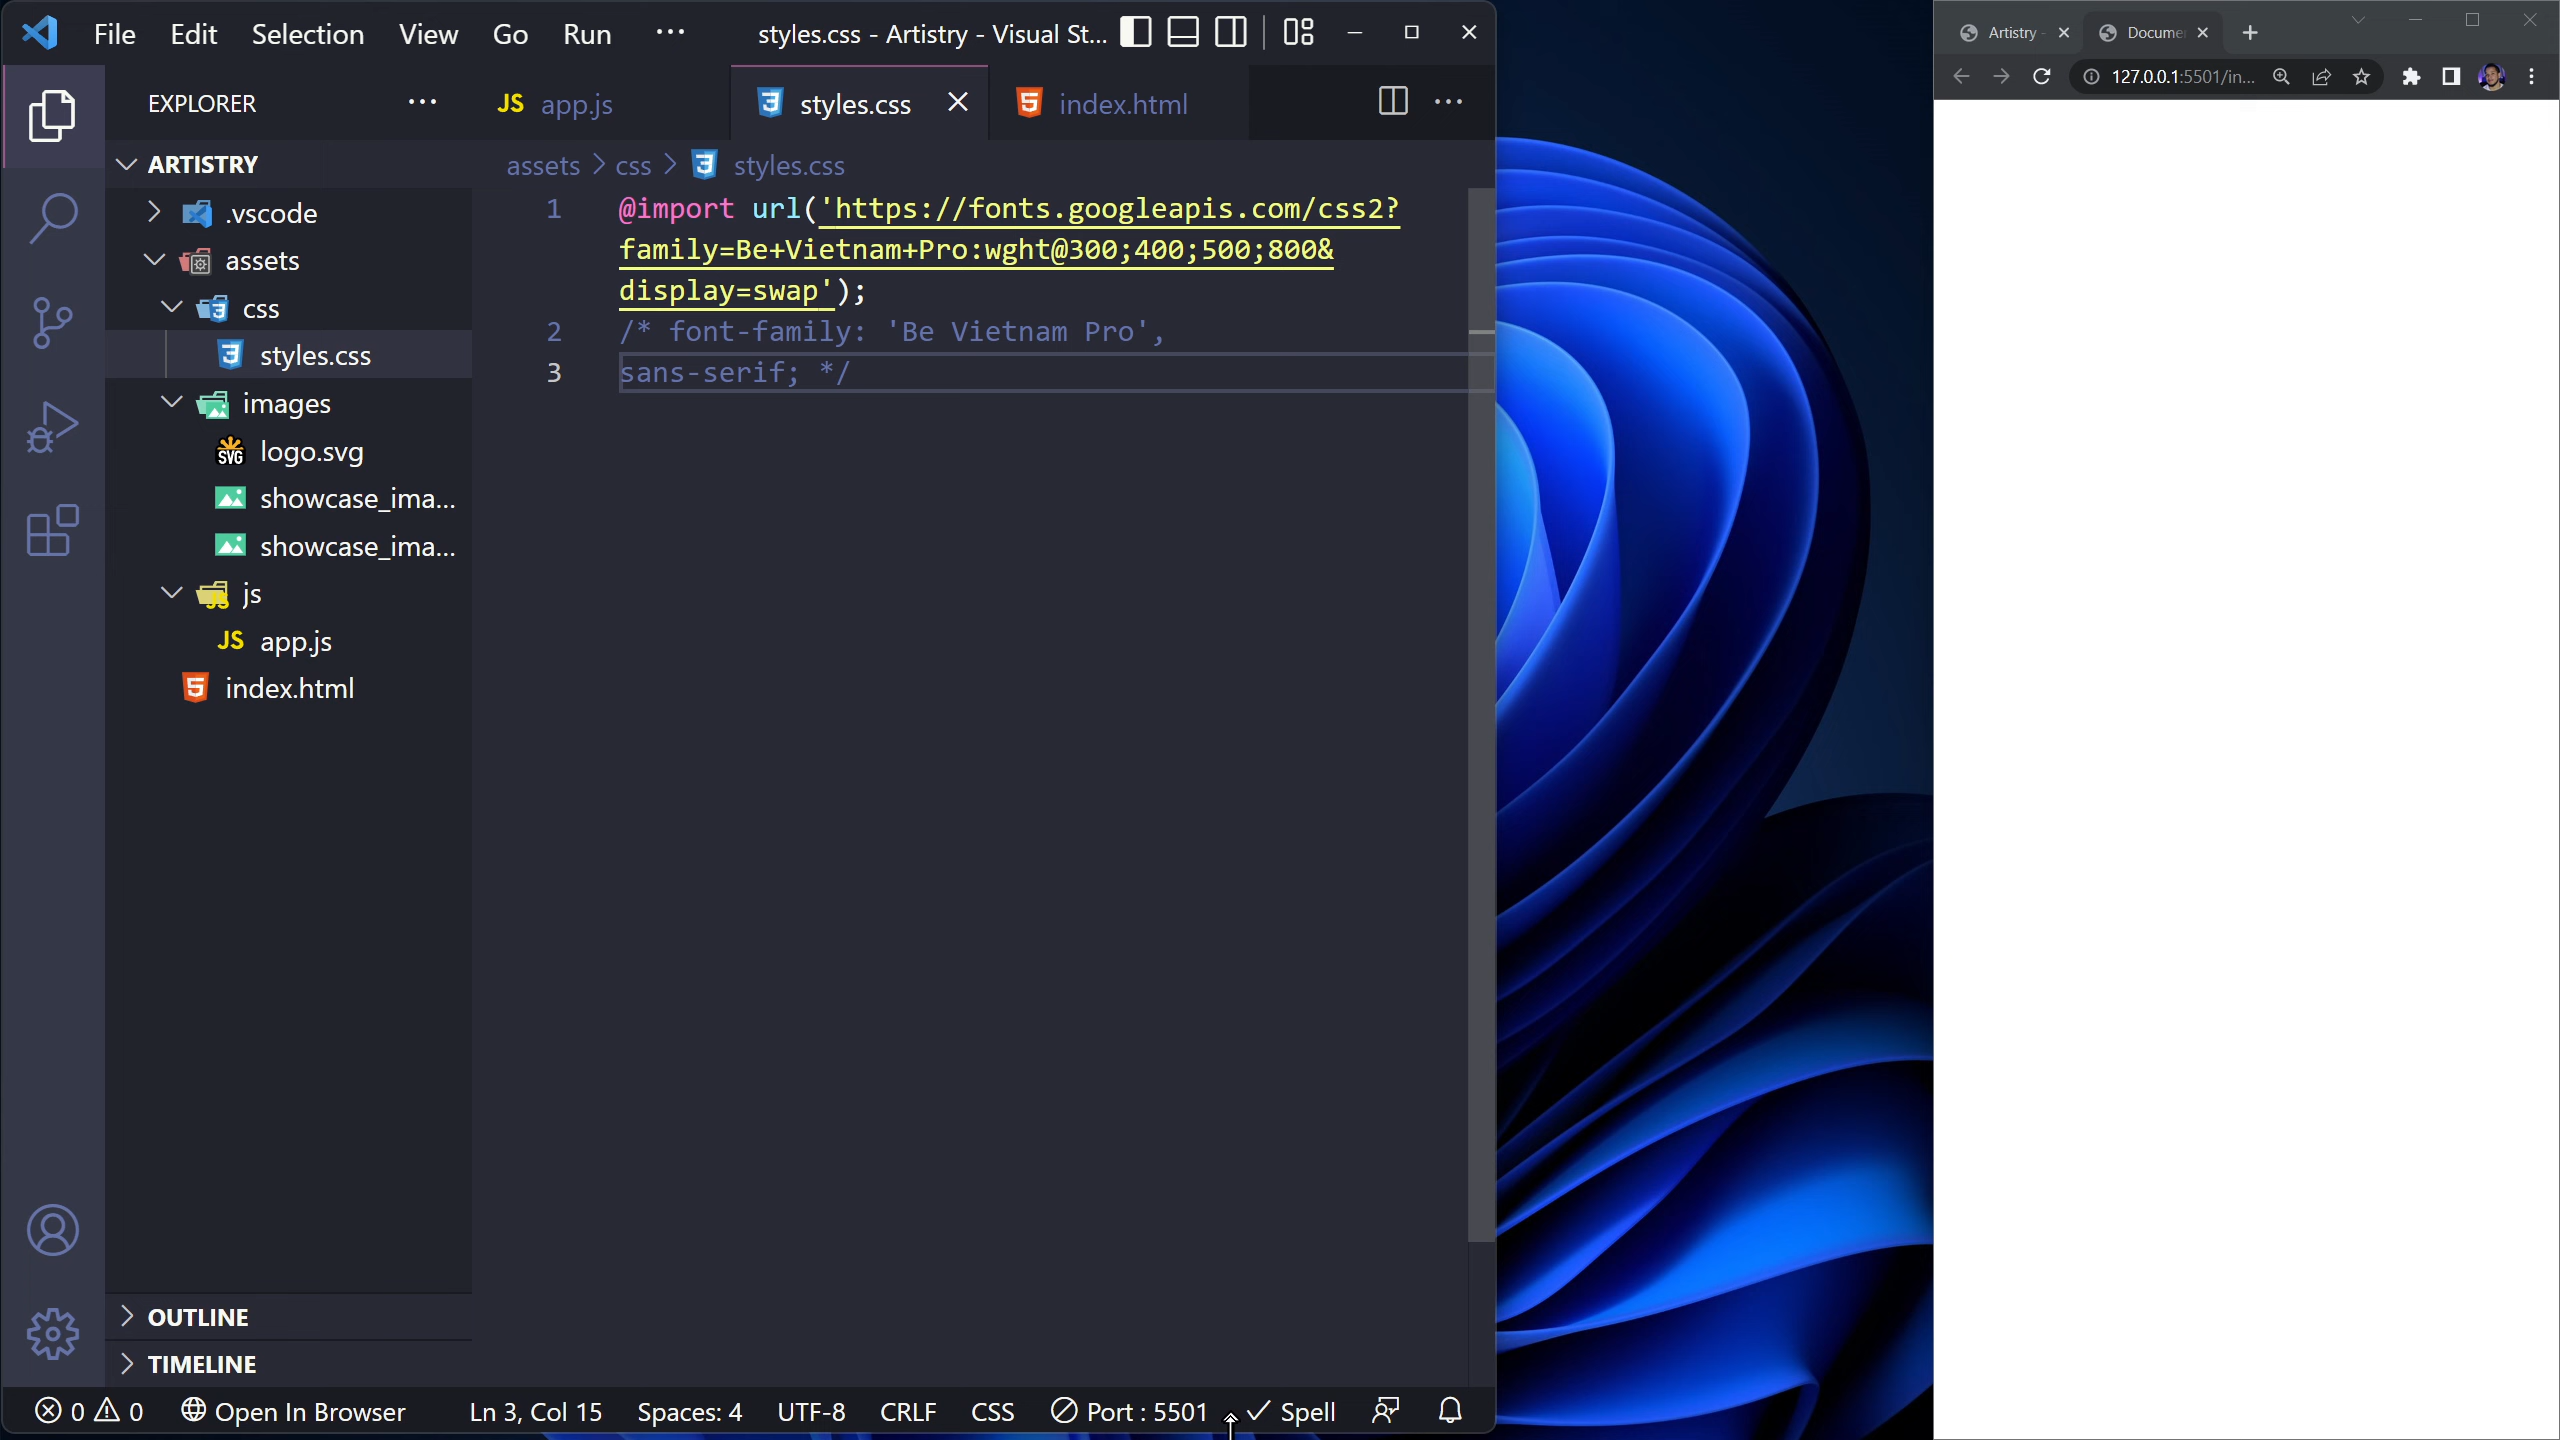 File Edit Selection View Go Run ... styles.css - Artistry - Visual St...
EXPLORER ...
ARTISTRY
.vscode
assets
css
styles.css
images
logo.svg
showcase_ima...
showcase_ima...
js
JS app.js
index.html
OUTLINE
TIMELINE
JS app.js
styles.css
index.html
assets > css > styles.css
1 @import url('https://fonts.googleapis.com/css2?
family=Be+Vietnam+Pro:wght@300;400;500;800&
display=swap');
2 /* font-family: 'Be Vietnam Pro',
3 sans-serif; */
0 0 Open In Browser Ln 3, Col 15 Spaces: 4 UTF-8 CRLF CSS Port : 5501 Spell
Artistry -
Docume
127.0.0.1:5501/in...